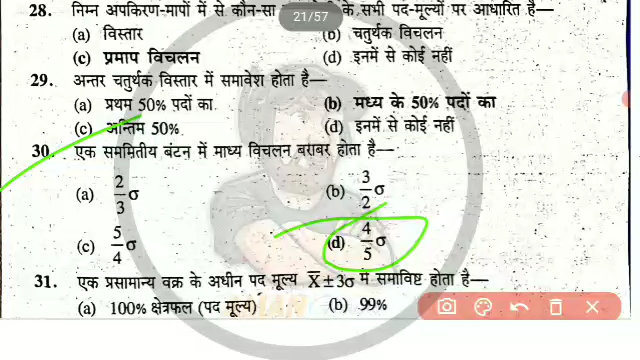 21/57
28. निम्न अपकिरण-मापों में से कौन-सा के सभी पद-मूल्यों पर आधारित है—
(a) विस्तार (b) चतुर्थक विचलन
(c) प्रमाप विचलन (d) इनमें से कोई नहीं
29. अन्तर चतुर्थक विस्तार में समावेश होता है—
(a) प्रथम 50% पदों का (b) मध्य के 50% पदों का
(c) अन्तिम 50% (d) इनमें से कोई नहीं
30. एक सममितीय बंटन में माध्य विचलन बराबर होता है—
(a) 2/3 σ (b) 3/2 σ
(c) 5/4 σ (d) 4/5 σ
31. एक प्रसामान्य वक्र के अधीन पद मूल्य X̅±3σ में समाविष्ट होता है—
(a) 100% क्षेत्रफल (पद मूल्य) (b) 99%